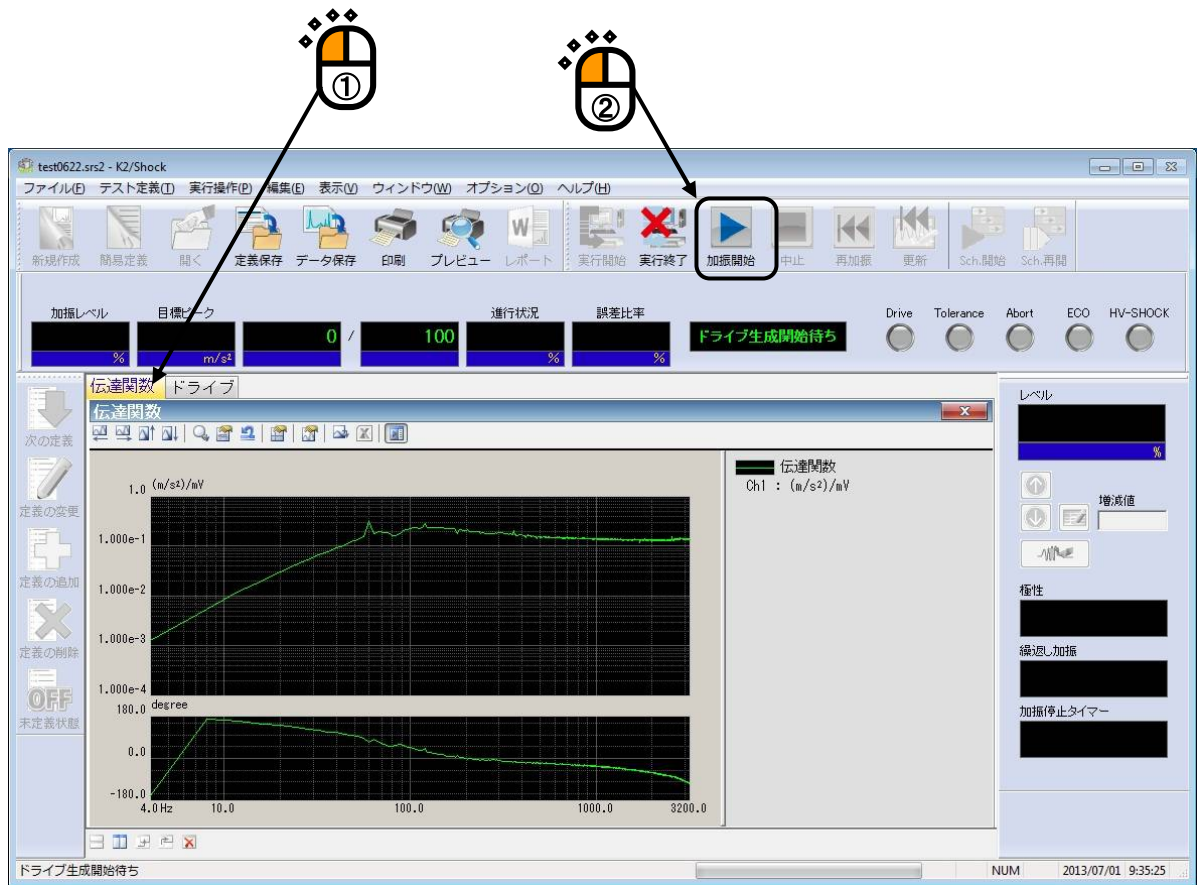 ①
②
test0622.srs2 - K2/Shock
ファイル(F) テスト定義(T) 実行操作(P) 編集(E) 表示(V) ウィンドウ(W) オプション(O) ヘルプ(H)
新規作成 簡易定義 開く 定義保存 データ保存 印刷 プレビュー レポート 実行開始 実行終了 加振開始 中止 再加振 更新 Sch.開始 Sch.再開
加振レベル 目標ピーク 進行状況 誤差比率 Drive Tolerance Abort ECO HV-SHOCK
0 / 100 ドライブ生成開始待ち
% m/s² % %
伝達関数 ドライブ
伝達関数
次の定義
定義の変更
定義の追加
定義の削除
OFF
未定義状態
1.0 (m/s²)/mV
1.000e-1
1.000e-2
1.000e-3
1.000e-4
180.0 degree
0.0
-180.0
4.0 Hz 10.0 100.0 1000.0 3200.0
伝達関数
Ch1 : (m/s²)/mV
レベル
%
増減値
極性
繰返し加振
加振停止タイマー
ドライブ生成開始待ち NUM 2013/07/01 9:35:25